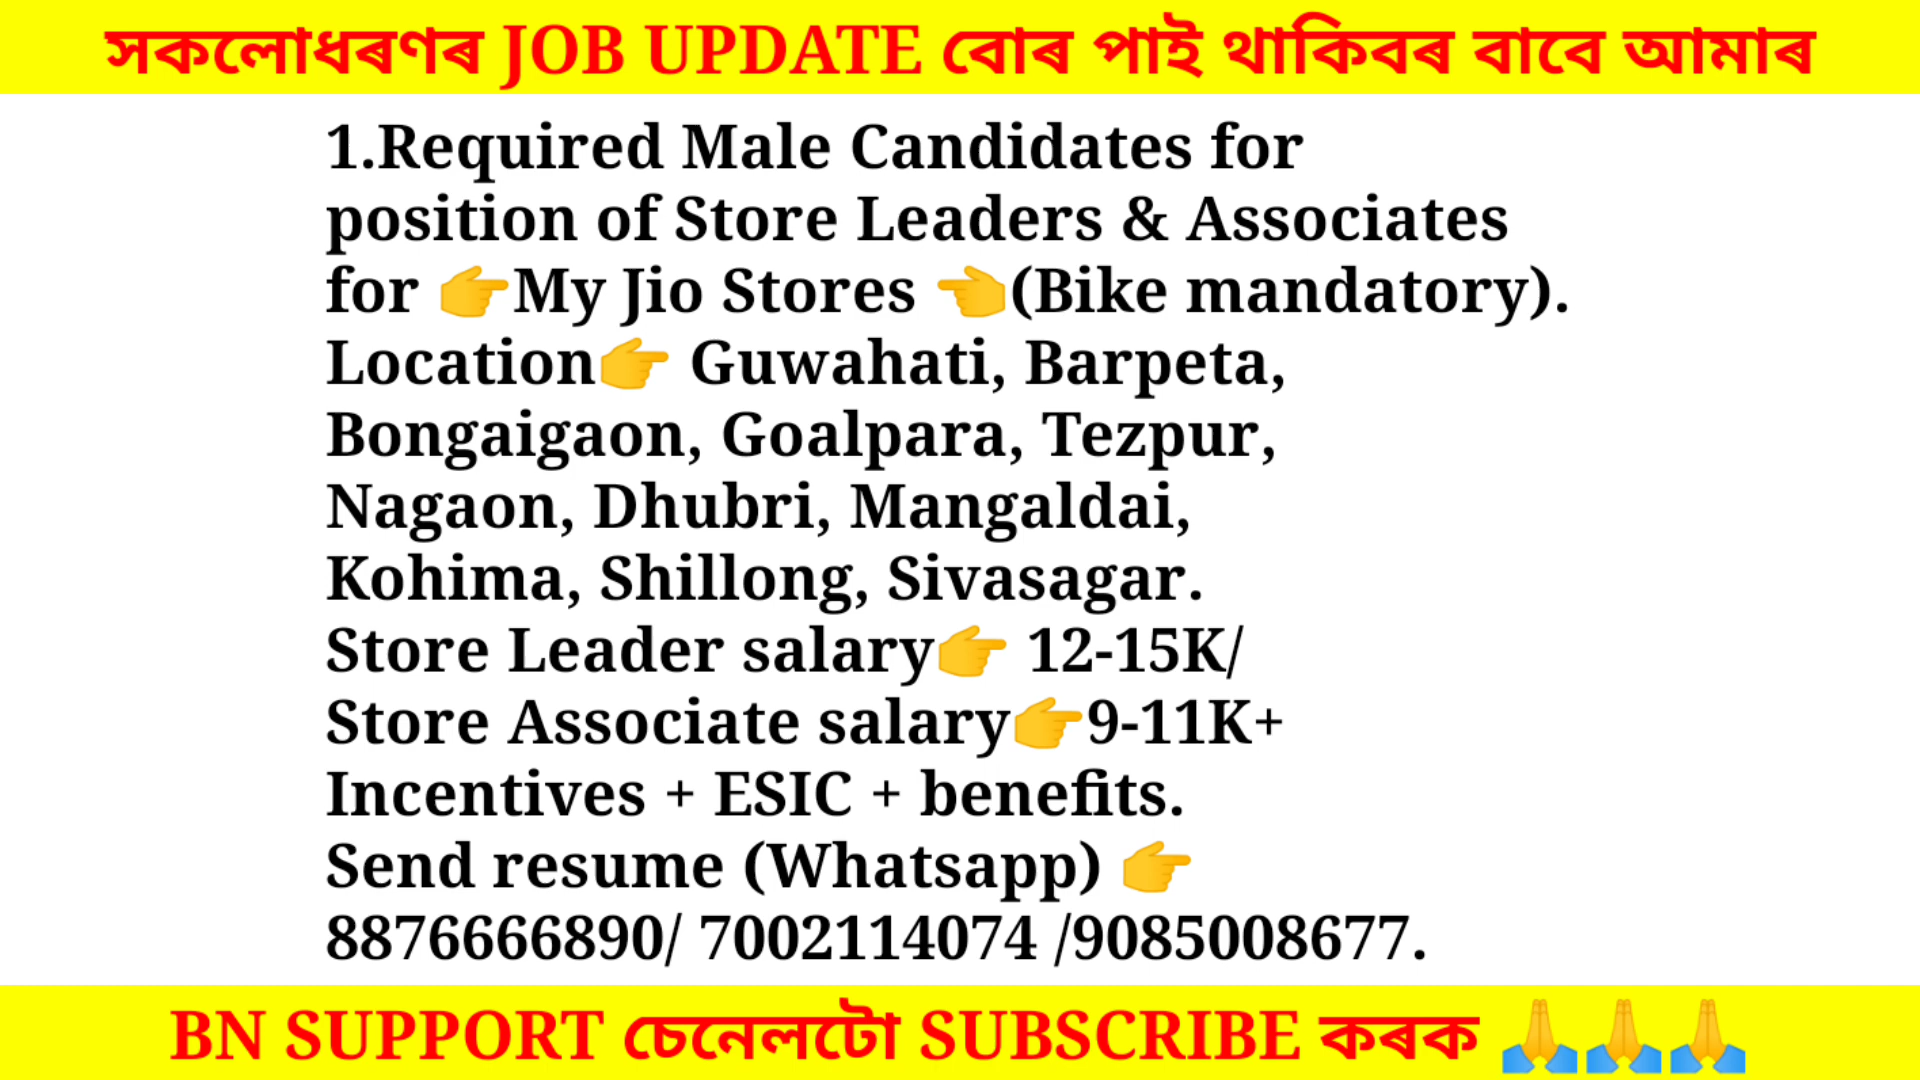 সকলোধৰণৰ JOB UPDATE বোৰ পাই থাকিবৰ বাবে আমাৰ
1.Required Male Candidates for
position of Store Leaders & Associates
for 👉My Jio Stores 👈(Bike mandatory).
Location👉 Guwahati, Barpeta,
Bongaigaon, Goalpara, Tezpur,
Nagaon, Dhubri, Mangaldai,
Kohima, Shillong, Sivasagar.
Store Leader salary👉 12-15K/
Store Associate salary👉9-11K+
Incentives + ESIC + benefits.
Send resume (Whatsapp) 👉
8876666890/ 7002114074 /9085008677.
BN SUPPORT চেনেলটো SUBSCRIBE কৰক 🙏🙏🙏